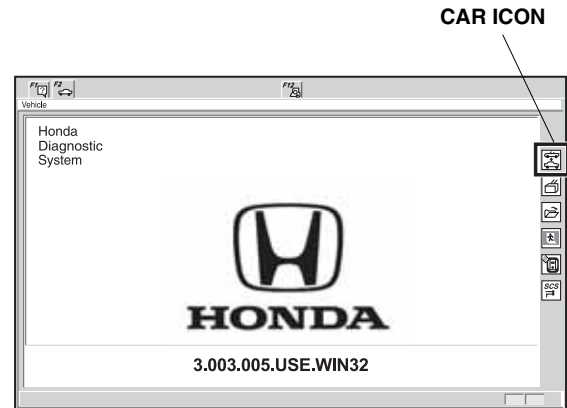 CAR ICON
F1 F2 F12
Vehicle
Honda
Diagnostic
System
HONDA
3.003.005.USE.WIN32
SCS